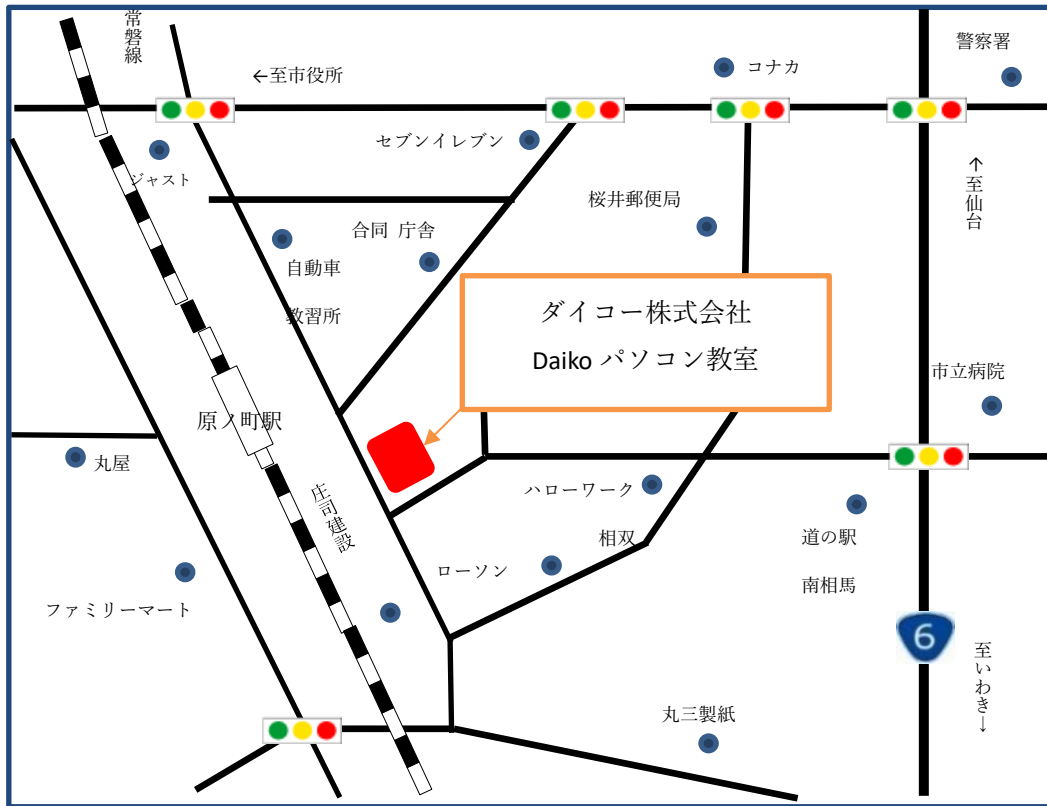 常磐線
←至市役所
コナカ
警察署
セブンイレブン
ジャスト
↑至仙台
桜井郵便局
合同 庁舎
自動車
教習所
ダイコー株式会社
Daiko パソコン教室
市立病院
原ノ町駅
丸屋
庄司建設
ハローワーク
相双
道の駅
南相馬
ローソン
ファミリーマート
6
至いわき→
丸三製紙